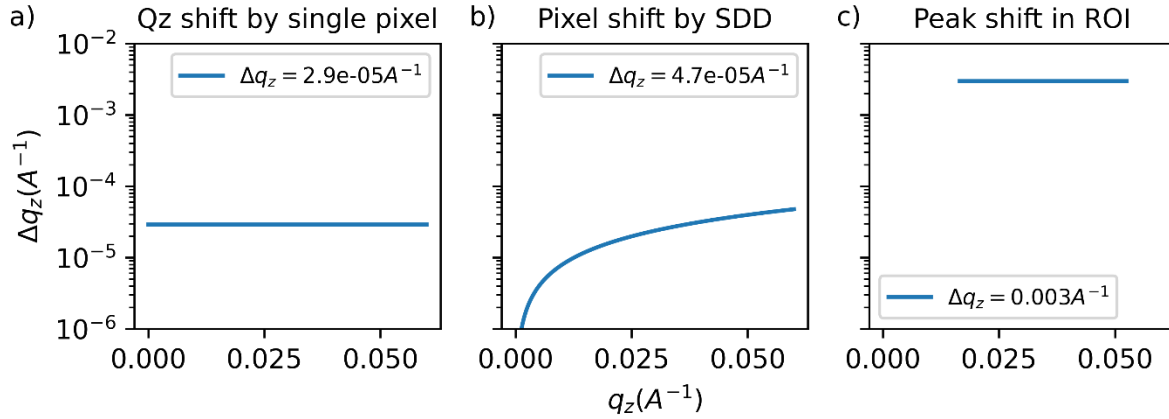 a) Qz shift by single pixel
b) Pixel shift by SDD
c) Peak shift in ROI
Δq_z(A⁻¹)
10⁻²
10⁻³
10⁻⁴
10⁻⁵
10⁻⁶
Δq_z = 2.9e-05A⁻¹
Δq_z = 4.7e-05A⁻¹
Δq_z = 0.003A⁻¹
0.000 0.025 0.050
0.000 0.025 0.050
0.000 0.025 0.050
q_z(A⁻¹)